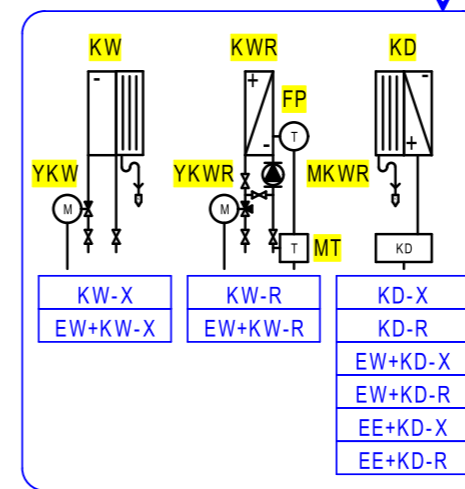 KW KWR KD
- + -
FP
T
- +
YKW YKWR MKWR
M M
T MT KD
KW-X KW-R KD-X
EW+KW-X EW+KW-R KD-R
EW+KD-X
EW+KD-R
EE+KD-X
EE+KD-R